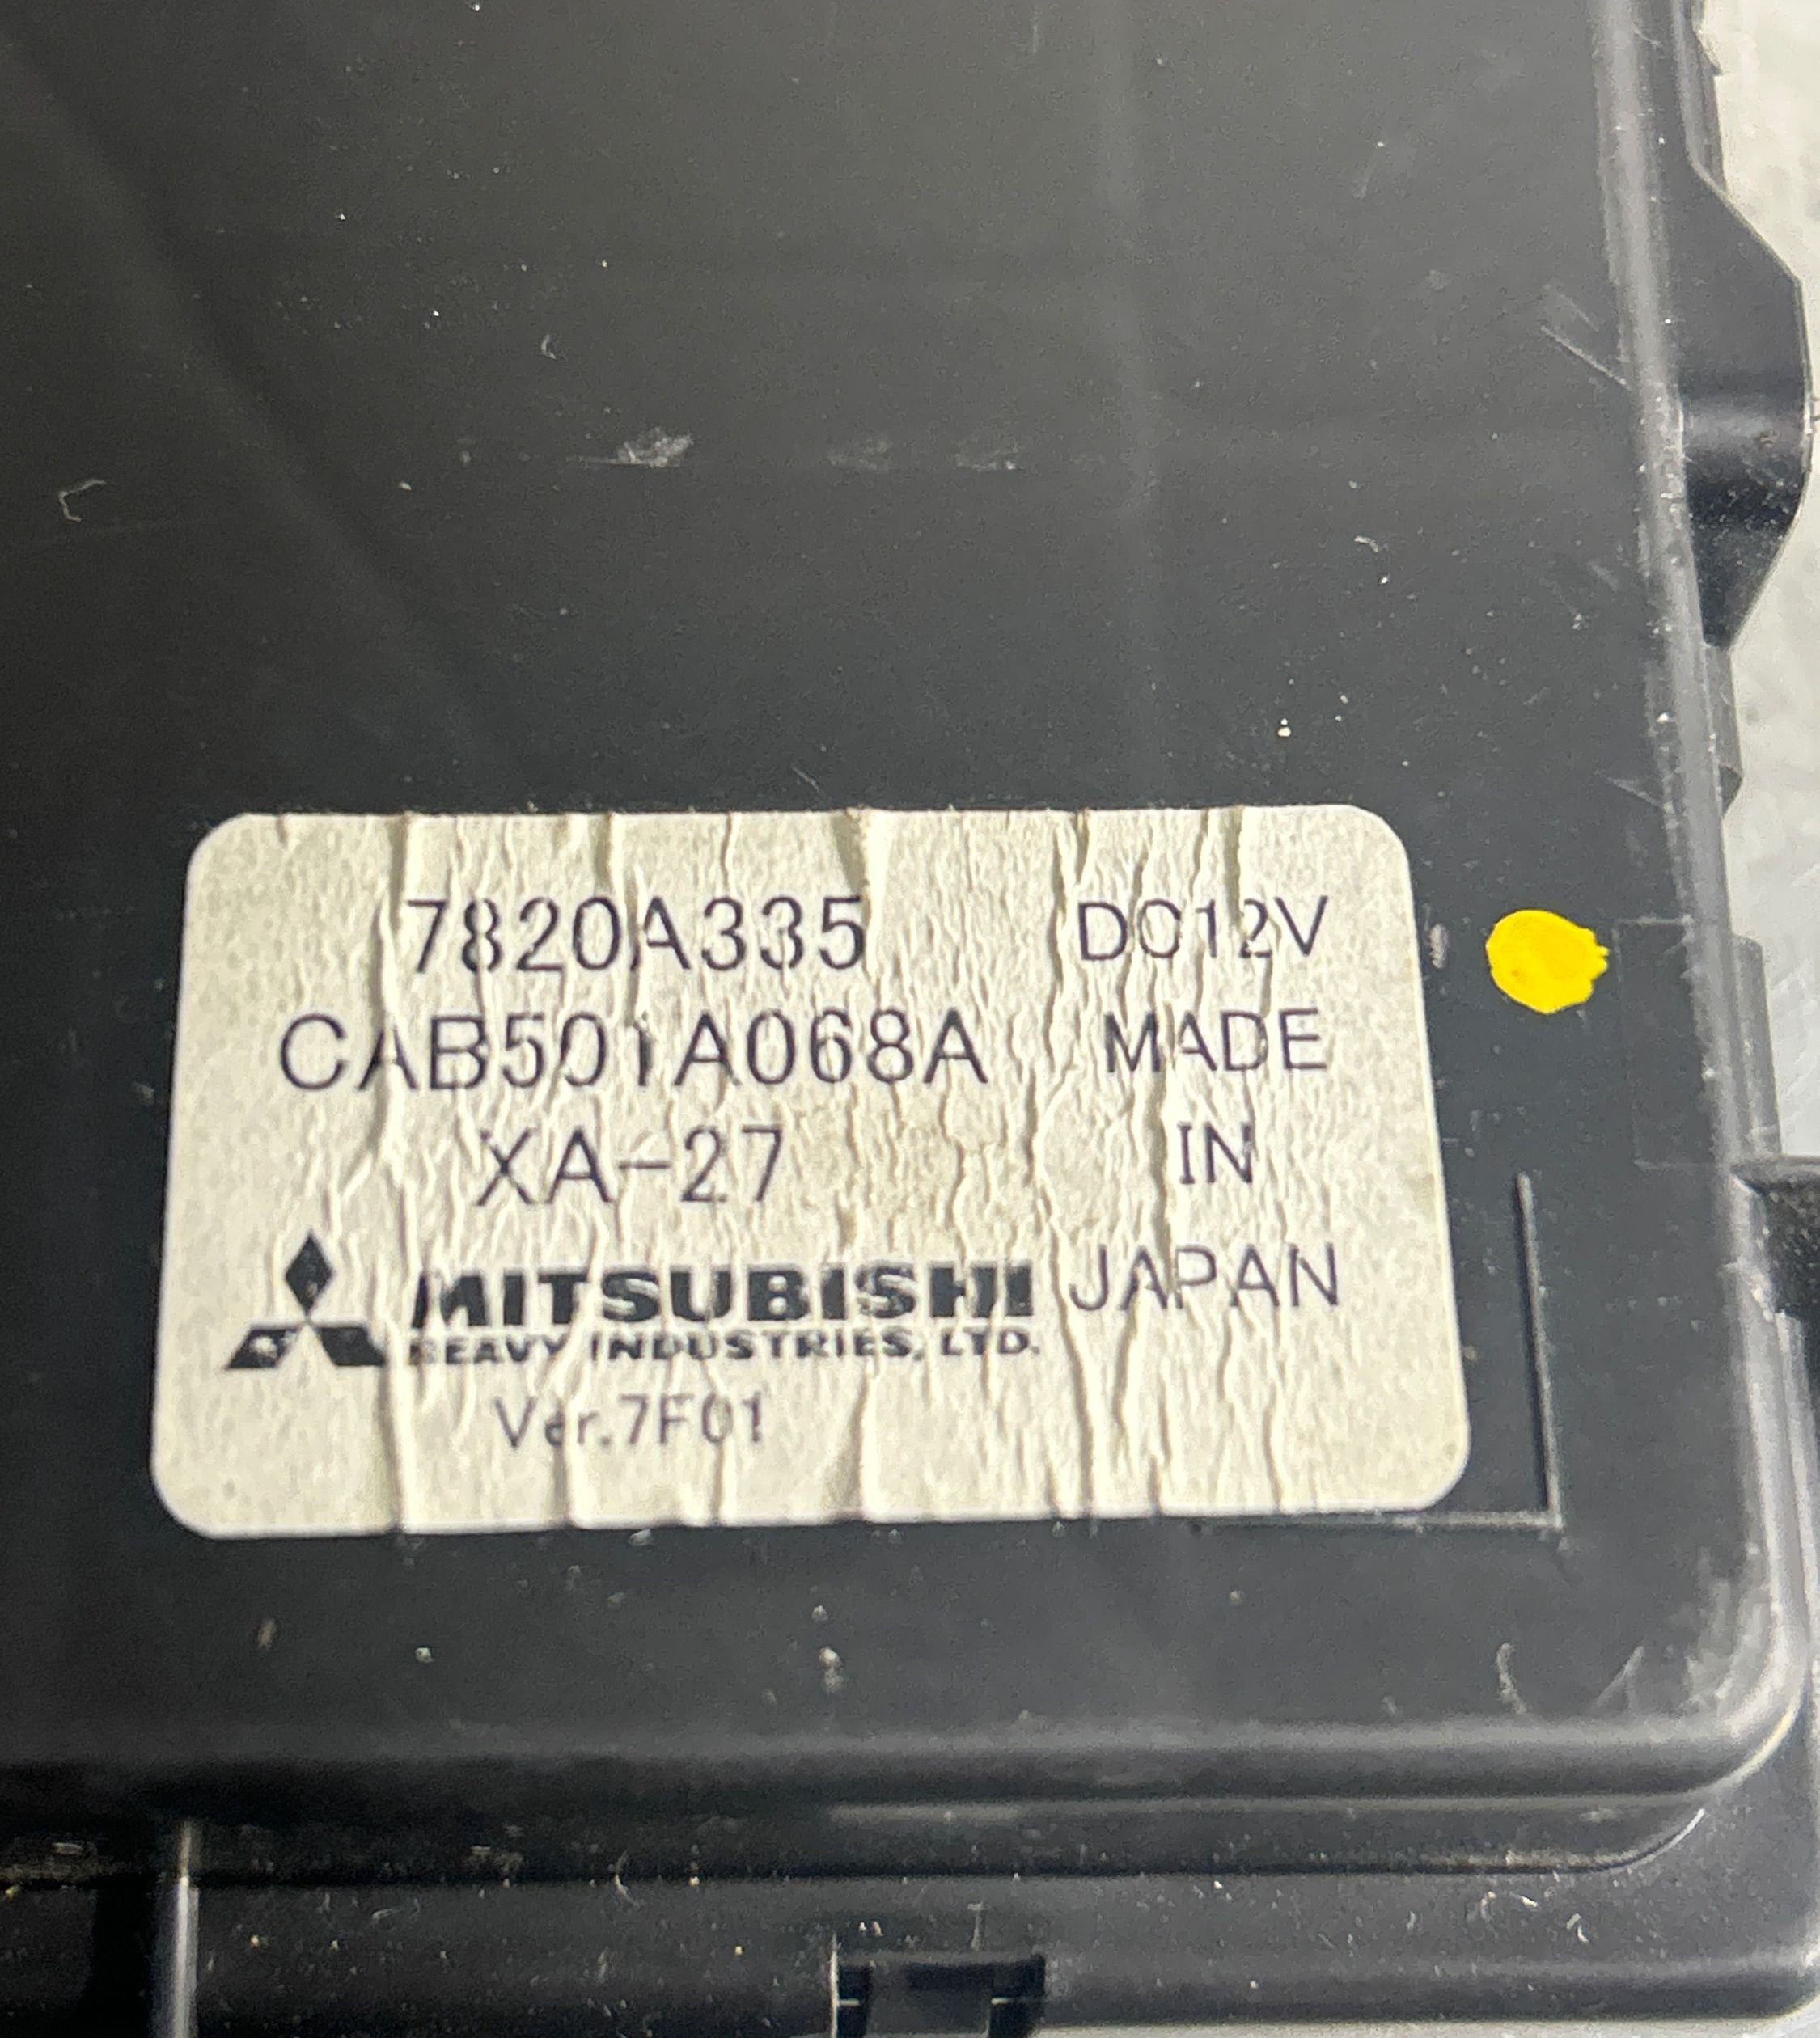 7820A335 DC12V
CAB501A068A MADE
XA-27 IN
MITSUBISHI JAPAN
HEAVY INDUSTRIES, LTD.
Ver.7F01